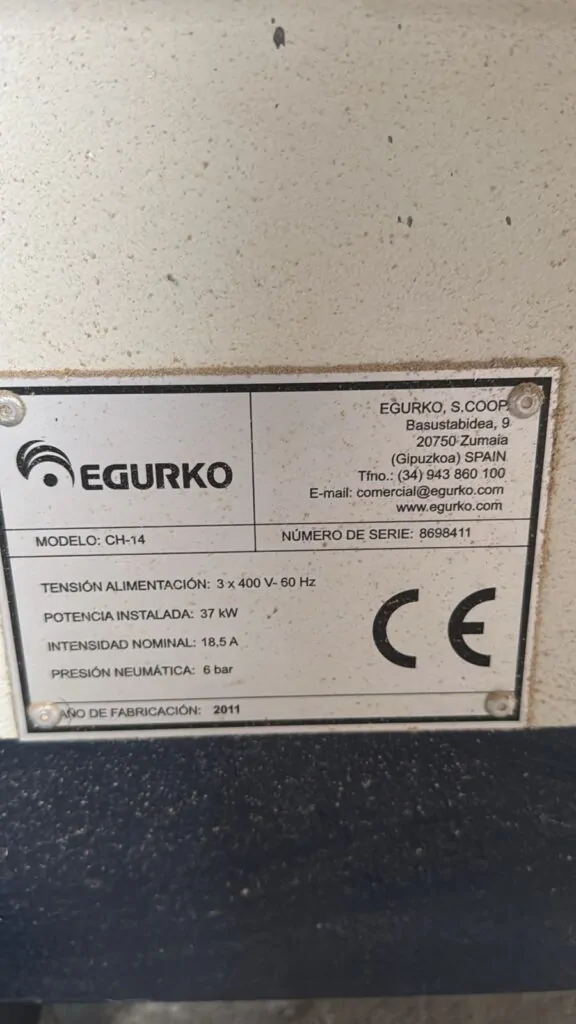 EGURKO
EGURKO, S.COOP
Basustabidea, 9
20750 Zumaia
(Gipuzkoa) SPAIN
Tfno.: (34) 943 860 100
E-mail: comercial@egurko.com
www.egurko.com
MODELO: CH-14
NÚMERO DE SERIE: 8698411
TENSIÓN ALIMENTACIÓN: 3 x 400 V- 60 Hz
POTENCIA INSTALADA: 37 kW
INTENSIDAD NOMINAL: 18,5 A
PRESIÓN NEUMÁTICA: 6 bar
CE
AÑO DE FABRICACIÓN: 2011